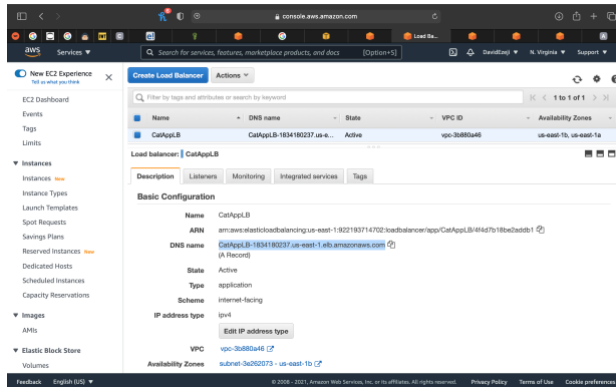 console.aws.amazon.com
Load Ba...
aws Services ▼ Search for services, features, marketplace products, and docs [Option+S] DavidEzeji ▼ N. Virginia ▼ Support ▼
New EC2 Experience
Tell us what you think
EC2 Dashboard
Events
Tags
Limits
Instances
Instances New
Instance Types
Launch Templates
Spot Requests
Savings Plans
Reserved Instances New
Dedicated Hosts
Scheduled Instances
Capacity Reservations
Images
AMIs
Elastic Block Store
Volumes
Create Load Balancer Actions
Filter by tags and attributes or search by keyword 1 to 1 of 1
Name DNS name State VPC ID Availability Zones
CatAppLB CatAppLB-1834180237.us-e... Active vpc-3b880a46 us-east-1b, us-east-1a
Load balancer: CatAppLB
Description Listeners Monitoring Integrated services Tags
Basic Configuration
Name CatAppLB
ARN arn:aws:elasticloadbalancing:us-east-1:922193714702:loadbalancer/app/CatAppLB/4f4d7b18be2addb1
DNS name CatAppLB-1834180237.us-east-1.elb.amazonaws.com
(A Record)
State Active
Type application
Scheme internet-facing
IP address type ipv4
Edit IP address type
VPC vpc-3b880a46
Availability Zones subnet-3e262073 - us-east-1b
Feedback English (US) ▼ © 2008 - 2021, Amazon Web Services, Inc. or its affiliates. All rights reserved. Privacy Policy Terms of Use Cookie preferences